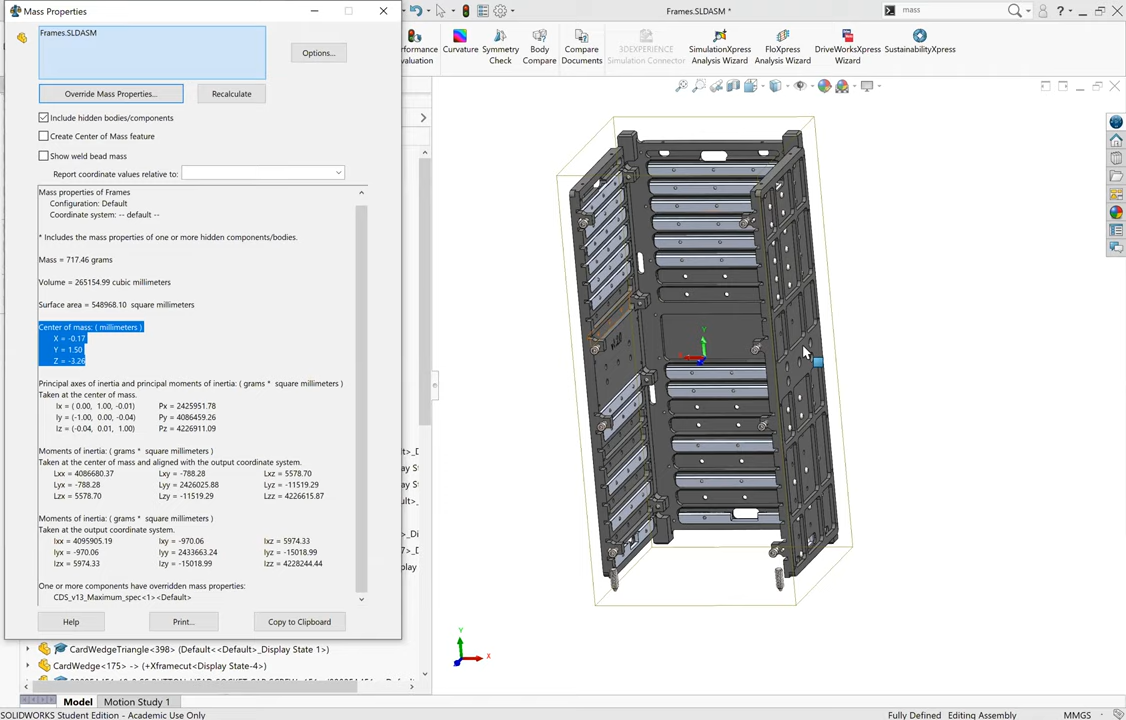 Mass Properties
Frames.SLDASM *
mass
Frames.SLDASM
Options...
Override Mass Properties...
Recalculate
Include hidden bodies/components
Create Center of Mass feature
Show weld bead mass
Report coordinate values relative to:
Mass properties of Frames
Configuration: Default
Coordinate system: -- default --
* Includes the mass properties of one or more hidden components/bodies.
Mass = 717.46 grams
Volume = 265154.99 cubic millimeters
Surface area = 548968.10 square millimeters
Center of mass: ( millimeters )
X = -0.17
Y = 1.50
Z = -3.26
Principal axes of inertia and principal moments of inertia: ( grams * square millimeters )
Taken at the center of mass.
Ix = ( 0.00, 1.00, -0.01) Px = 2425951.78
Iy = (-1.00, 0.00, -0.04) Py = 4086459.26
Iz = (-0.04, 0.01, 1.00) Pz = 4226911.09
Moments of inertia: ( grams * square millimeters )
Taken at the center of mass and aligned with the output coordinate system.
Lxx = 4086680.37 Lxy = -788.28 Lxz = 5578.70
Lyx = -788.28 Lyy = 2426025.88 Lyz = -11519.29
Lzx = 5578.70 Lzy = -11519.29 Lzz = 4226615.87
Moments of inertia: ( grams * square millimeters )
Taken at the output coordinate system.
Ixx = 4095905.19 Ixy = -970.06 Ixz = 5974.33
Iyx = -970.06 Iyy = 2433663.24 Iyz = -15018.99
Izx = 5974.33 Izy = -15018.99 Izz = 4228244.44
One or more components have overridden mass properties:
CDS_v13_Maximum_spec<1><Default>
Help
Print...
Copy to Clipboard
Curvature
Symmetry
Check
Body
Compare
Compare
Documents
3DEXPERIENCE
Simulation Connector
SimulationXpress
Analysis Wizard
FloXpress
Analysis Wizard
DriveWorksXpress
Wizard
SustainabilityXpress
CardWedgeTriangle<398> (Default<<Default>_Display State 1>)
CardWedge<175> -> (+Xframecut<Display State-4>)
Model
Motion Study 1
SOLIDWORKS Student Edition - Academic Use Only
Fully Defined
Editing Assembly
MMGS
Y
X
Y
X